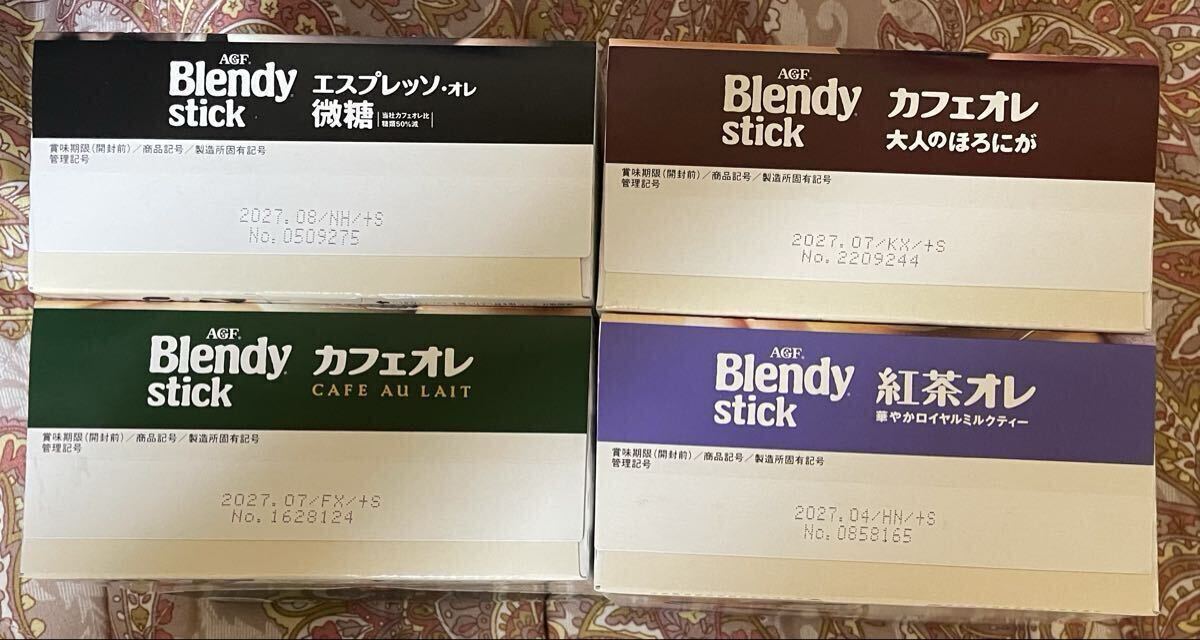 AGF
Blendy
stick
エスプレッソ・オレ
微糖
当社カフェオレ比
糖類50%減
賞味期限(開封前)/商品記号/製造所固有記号
管理記号
2027.08/NH/+S
No.0509275
AGF
Blendy
stick
カフェオレ
大人のほろにが
賞味期限(開封前)/商品記号/製造所固有記号
管理記号
2027.07/KX/+S
No.2209244
AGF
Blendy
stick
カフェオレ
CAFE AU LAIT
賞味期限(開封前)/商品記号/製造所固有記号
管理記号
2027.07/FX/+S
No.1628124
AGF
Blendy
stick
紅茶オレ
華やかロイヤルミルクティー
賞味期限(開封前)/商品記号/製造所固有記号
管理記号
2027.04/HN/+S
No.0858165